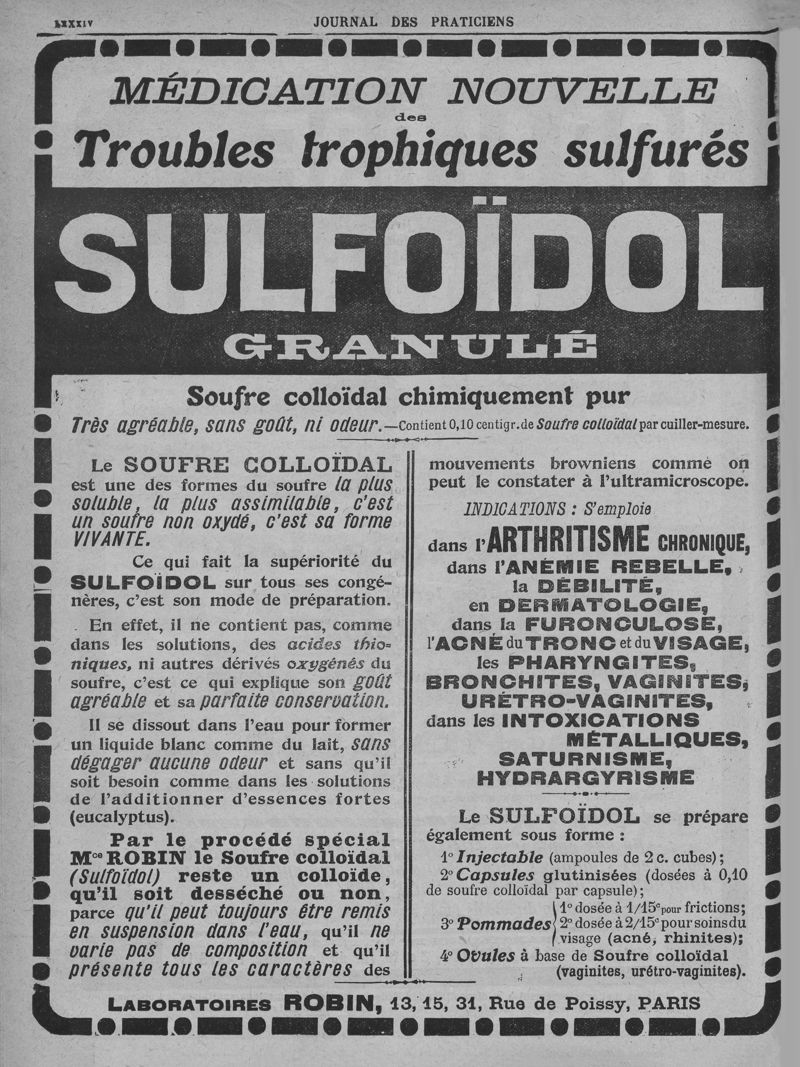 LXXXIV
JOURNAL DES PRATICIENS
MÉDICATION NOUVELLE
des
Troubles trophiques sulfurés
SULFOÏDOL
GRANULÉ
Soufre colloïdal chimiquement pur
Très agréable, sans goût, ni odeur.—Contient 0,10 centigr. de Soufre colloïdal par cuiller-mesure.
Le SOUFRE COLLOÏDAL
est une des formes du soufre la plus
soluble, la plus assimilable, c'est
un soufre non oxydé, c'est sa forme
VIVANTE.
Ce qui fait la supériorité du
SULFOÏDOL sur tous ses congé-
nères, c'est son mode de préparation.
En effet, il ne contient pas, comme
dans les solutions, des acides thio-
niques, ni autres dérivés oxygénés du
soufre, c'est ce qui explique son goût
agréable et sa parfaite conservation.
Il se dissout dans l'eau pour former
un liquide blanc comme du lait, sans
dégager aucune odeur et sans qu'il
soit besoin comme dans les solutions
de l'additionner d'essences fortes
(eucalyptus).
Par le procédé spécial
Mce ROBIN le Soufre colloïdal
(Sulfoïdol) reste un colloïde,
qu'il soit desséché ou non,
parce qu'il peut toujours être remis
en suspension dans l'eau, qu'il ne
varie pas de composition et qu'il
présente tous les caractères des
mouvements browniens comme on
peut le constater à l'ultramicroscope.
INDICATIONS : S'emploie
dans l'ARTHRITISME CHRONIQUE,
dans l'ANÉMIE REBELLE,
la DÉBILITÉ,
en DERMATOLOGIE,
dans la FURONCULOSE,
l'ACNÉ du TRONC et du VISAGE,
les PHARYNGITES,
BRONCHITES, VAGINITES,
URÉTRO-VAGINITES,
dans les INTOXICATIONS
MÉTALLIQUES,
SATURNISME,
HYDRARGYRISME
Le SULFOÏDOL se prépare
également sous forme :
1° Injectable (ampoules de 2 c. cubes) ;
2° Capsules glutinisées (dosées à 0,10
de soufre colloïdal par capsule) ;
3° Pommades
1° dosée à 1/15e pour frictions ;
2° dosée à 2/15e pour soins du
visage (acné, rhinites);
4° Ovules à base de Soufre colloïdal
(vaginites, urétro-vaginites).
LABORATOIRES ROBIN, 13, 15, 31, Rue de Poissy, PARIS